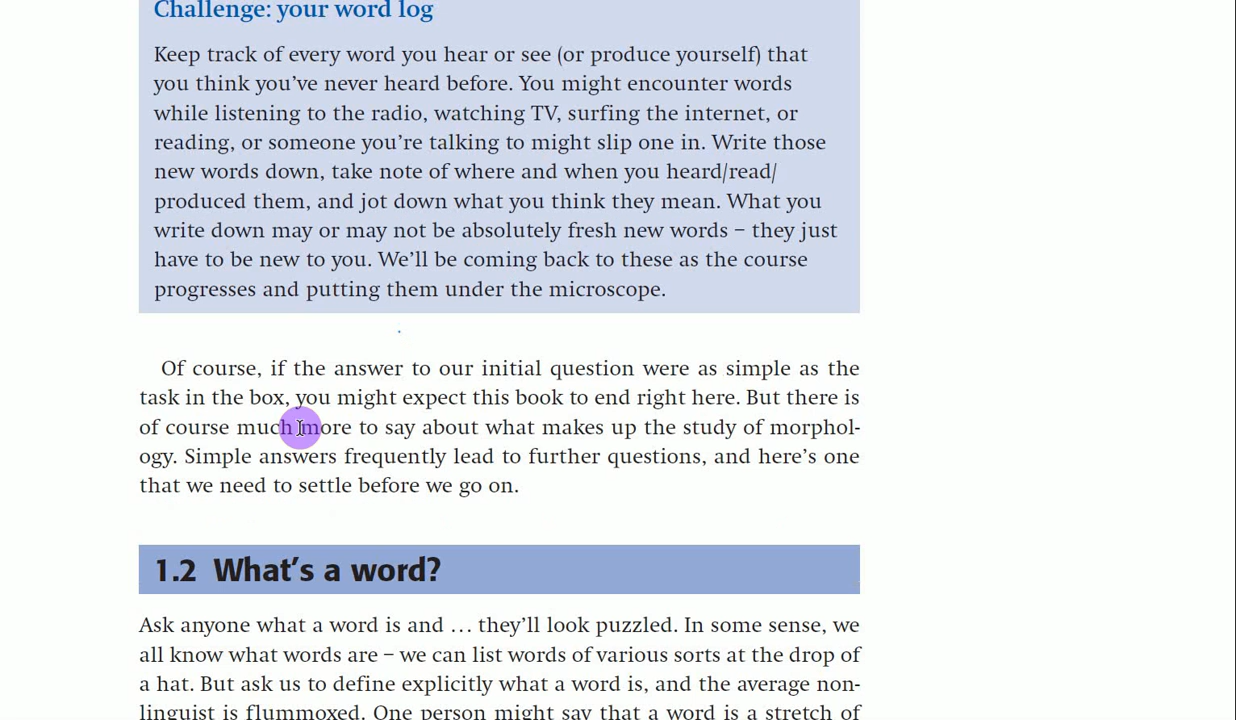 Challenge: your word log
Keep track of every word you hear or see (or produce yourself) that
you think you've never heard before. You might encounter words
while listening to the radio, watching TV, surfing the internet, or
reading, or someone you're talking to might slip one in. Write those
new words down, take note of where and when you heard/read/
produced them, and jot down what you think they mean. What you
write down may or may not be absolutely fresh new words – they just
have to be new to you. We'll be coming back to these as the course
progresses and putting them under the microscope.
Of course, if the answer to our initial question were as simple as the
task in the box, you might expect this book to end right here. But there is
of course much more to say about what makes up the study of morphol-
ogy. Simple answers frequently lead to further questions, and here's one
that we need to settle before we go on.
1.2 What's a word?
Ask anyone what a word is and … they'll look puzzled. In some sense, we
all know what words are – we can list words of various sorts at the drop of
a hat. But ask us to define explicitly what a word is, and the average non-
linguist is flummoxed. One person might say that a word is a stretch of